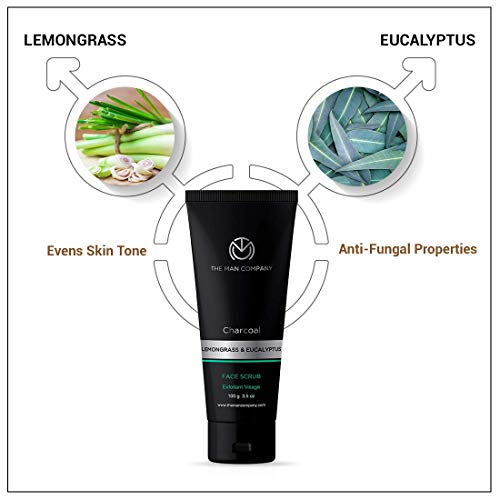 LEMONGRASS
EUCALYPTUS
Evens Skin Tone
Anti-Fungal Properties
THE MAN COMPANY
Charcoal
LEMONGRASS & EUCALYPTUS
FACE SCRUB
Exfoliant Visage
100 g 3.5 oz
www.themancompany.com